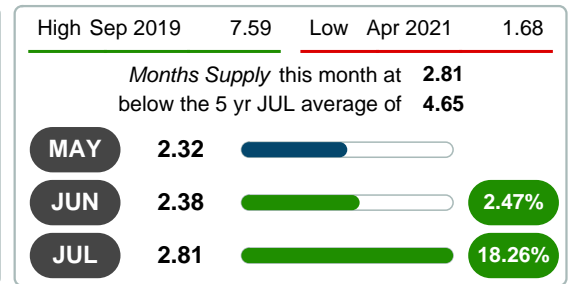 High Sep 2019 7.59 Low Apr 2021 1.68
Months Supply this month at 2.81
below the 5 yr JUL average of 4.65
MAY 2.32
JUN 2.38 2.47%
JUL 2.81 18.26%